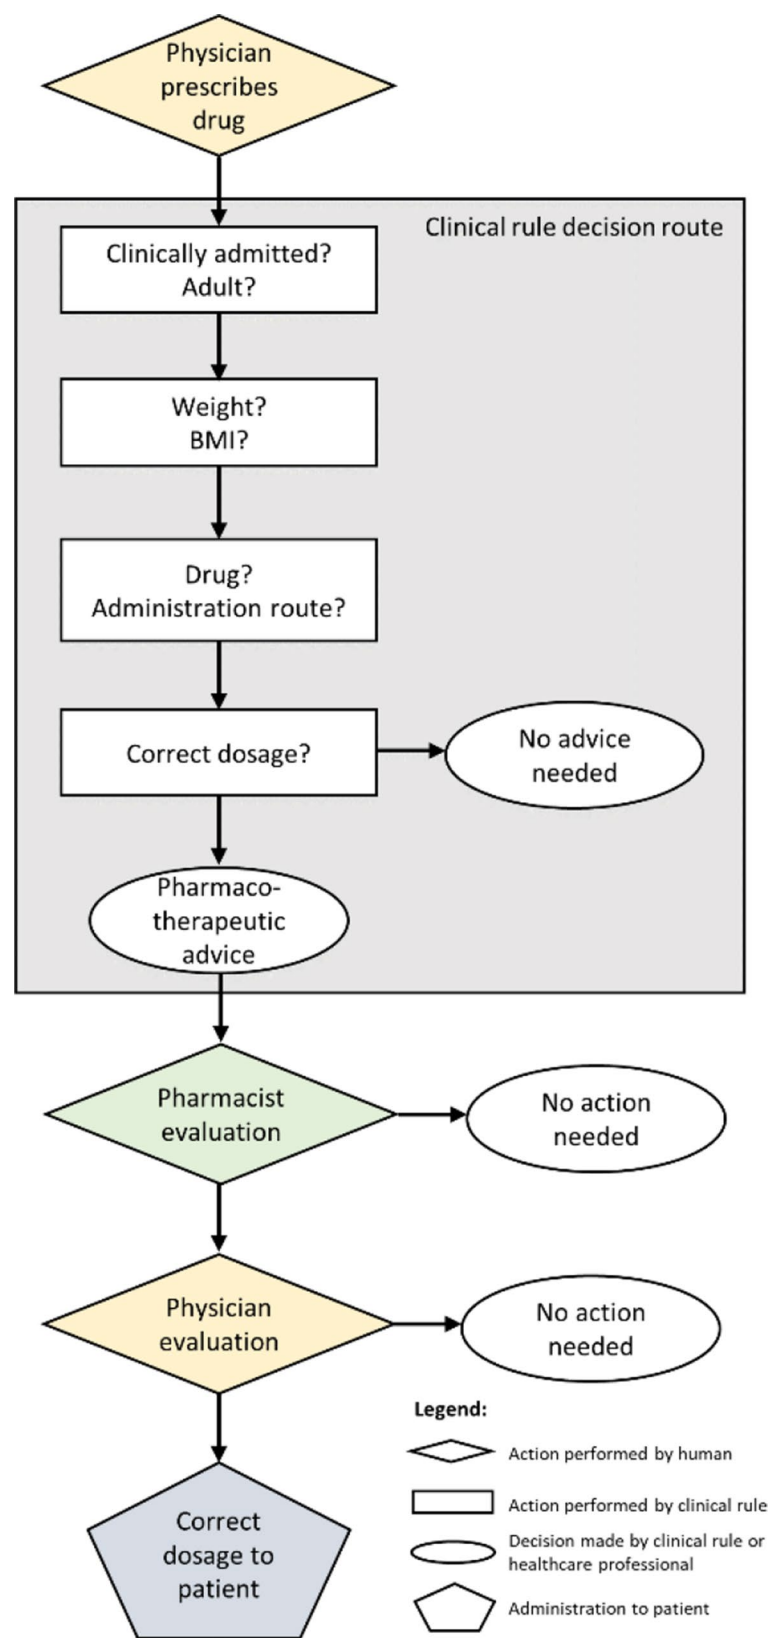 Physician
prescribes
drug
Clinical rule decision route
Clinically admitted?
Adult?
Weight?
BMI?
Drug?
Administration route?
Correct dosage?
No advice
needed
Pharmaco-
therapeutic
advice
Pharmacist
evaluation
No action
needed
Physician
evaluation
No action
needed
Correct
dosage to
patient
Legend:
Action performed by human
Action performed by clinical rule
Decision made by clinical rule or
healthcare professional
Administration to patient